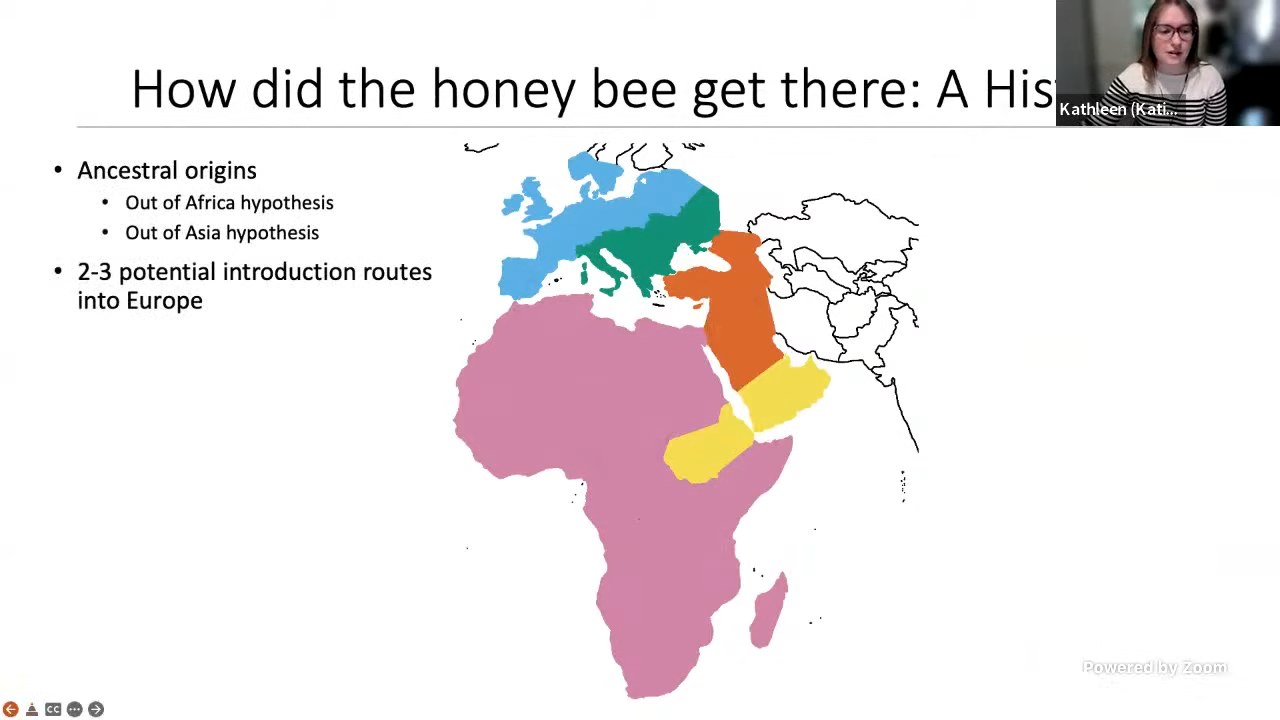 How did the honey bee get there: A His
Kathleen (Kati...
• Ancestral origins
• Out of Africa hypothesis
• Out of Asia hypothesis
• 2-3 potential introduction routes
into Europe
Powered by Zoom
CC